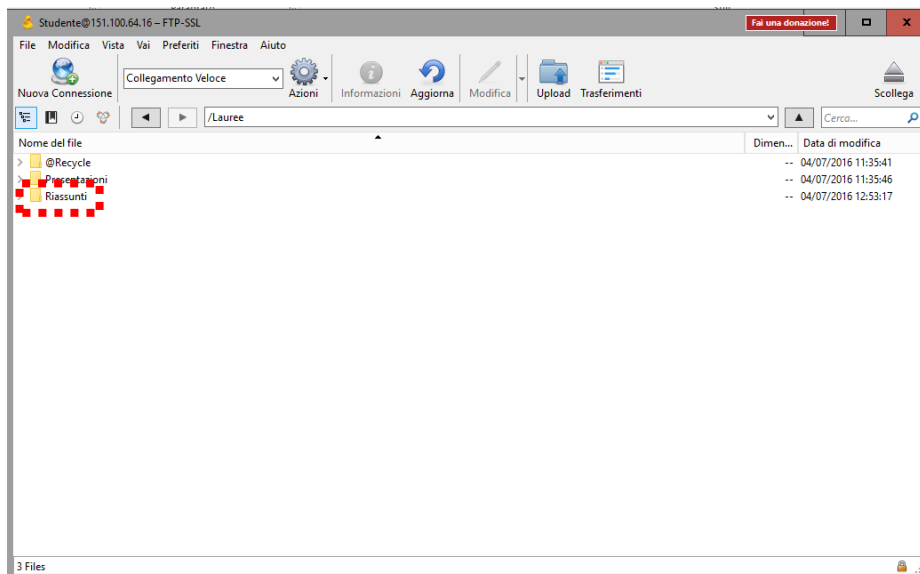 Studente@151.100.64.16 – FTP-SSL
Fai una donazione!
File Modifica Vista Vai Preferiti Finestra Aiuto
Collegamento Veloce
Nuova Connessione Azioni Informazioni Aggiorna Modifica Upload Trasferimenti Scollega
/Lauree Cerca...
Nome del file Dimen... Data di modifica
@Recycle -- 04/07/2016 11:35:41
Presentazioni -- 04/07/2016 11:35:46
Riassunti -- 04/07/2016 12:53:17
3 Files